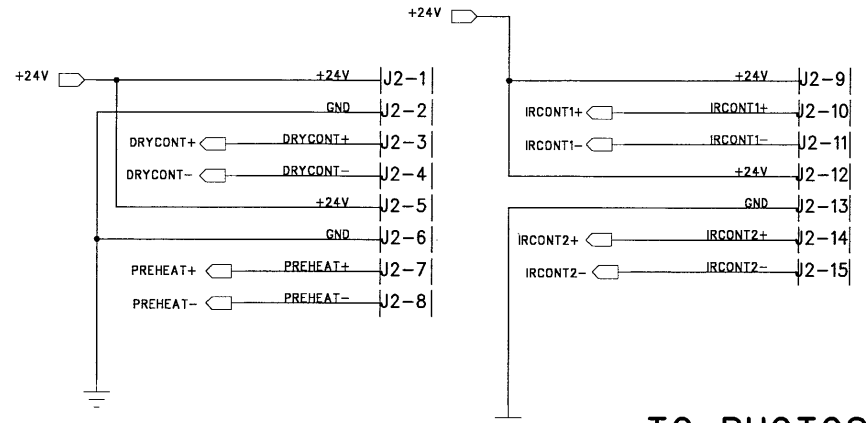 +24V
+24V +24V J2-1
GND J2-2
DRYCONT+ DRYCONT+ J2-3
DRYCONT- DRYCONT- J2-4
+24V J2-5
GND J2-6
PREHEAT+ PREHEAT+ J2-7
PREHEAT- PREHEAT- J2-8
+24V J2-9
IRCONT1+ IRCONT1+ J2-10
IRCONT1- IRCONT1- J2-11
+24V J2-12
GND J2-13
IRCONT2+ IRCONT2+ J2-14
IRCONT2- IRCONT2- J2-15
TO